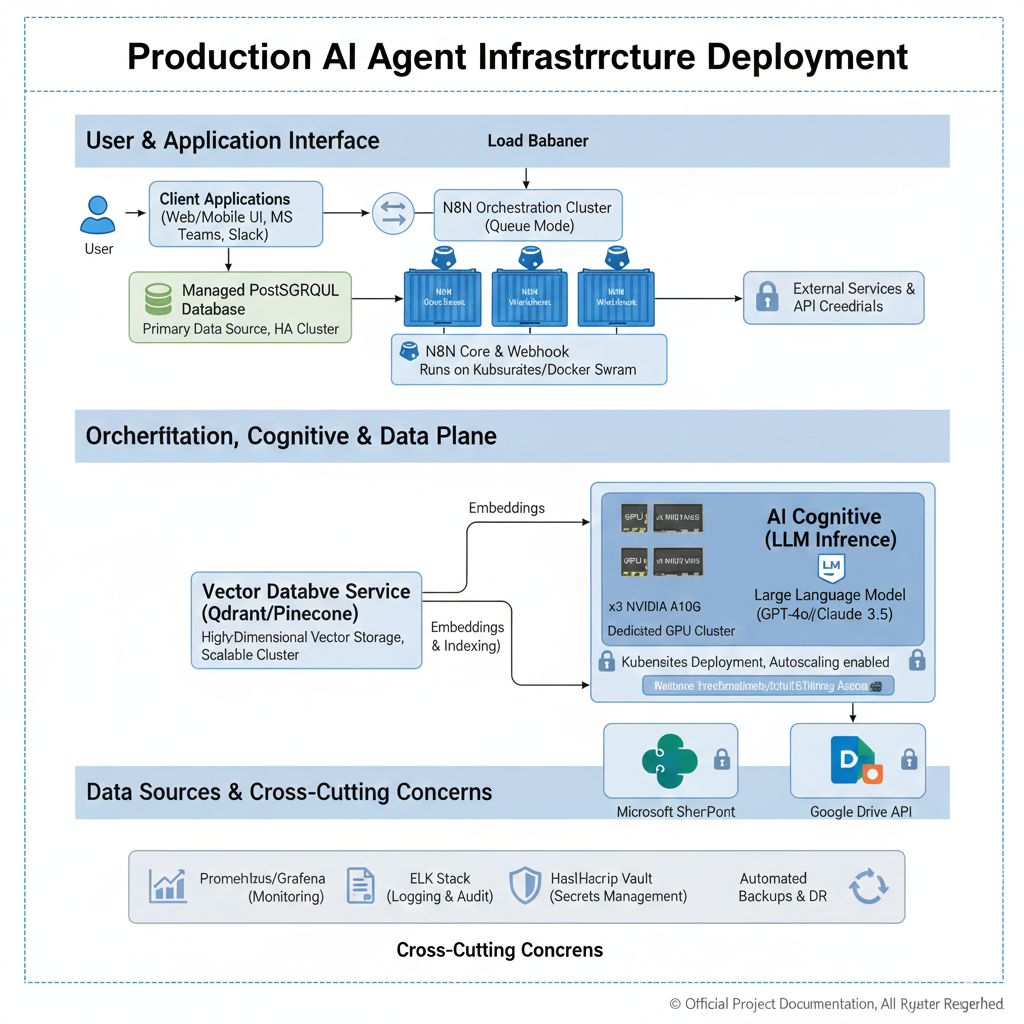 Production AI Agent Infrastrrcture Deployment
User & Application Interface
Load Babaner
User
Client Applications
(Web/Mobile UI, MS
Teams, Slack)
N8N Orchestration Cluster
(Queue Mode)
Managed PostSGRQUL
Database
Primary Data Source, HA Cluster
External Services &
API Creedrials
N8N Core & Webhook
Runs on Kubsurates/Docker Swram
Orcherfitation, Cognitive & Data Plane
Embeddings
Vector Databve Service
(Qdrant/Pinecone)
Higly-Dimensional Vector Storage,
Scalable Cluster
Embeddings
& Indexing)
GPU
GPU
AI Cognitive
(LLM Infrence)
LM
Large Language Model
(GPT-4o//Claude 3.5)
x3 NVIDIA A10G
Dedicated GPU Cluster
Kubensites Deployment, Autoscaling enabled
Data Sources & Cross-Cutting Concerns
Microsoft SherPont
D
Google Drive API
Promehlzus/Grafena
(Monitoring)
ELK Stack
(Logging & Audit)
HaslHacrip Vault
(Secrets Management)
Automated
Backups & DR
Cross-Cutting Concrens
© Official Project Documentation, All Ryuter Regerhed.